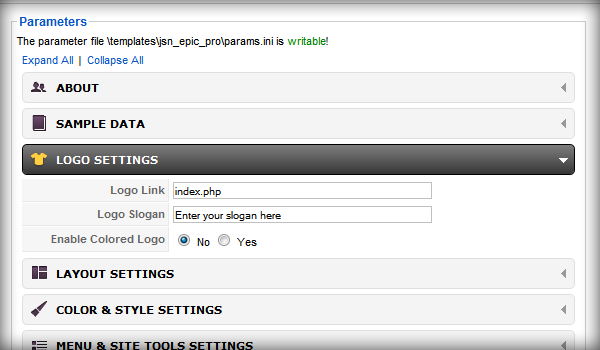 Parameters
The parameter file \templates\jsn_epic_pro\params.ini is writable!
Expand All | Collapse All
ABOUT
SAMPLE DATA
LOGO SETTINGS
Logo Link index.php
Logo Slogan Enter your slogan here
Enable Colored Logo No Yes
LAYOUT SETTINGS
COLOR & STYLE SETTINGS
MENU & SITE TOOLS SETTINGS